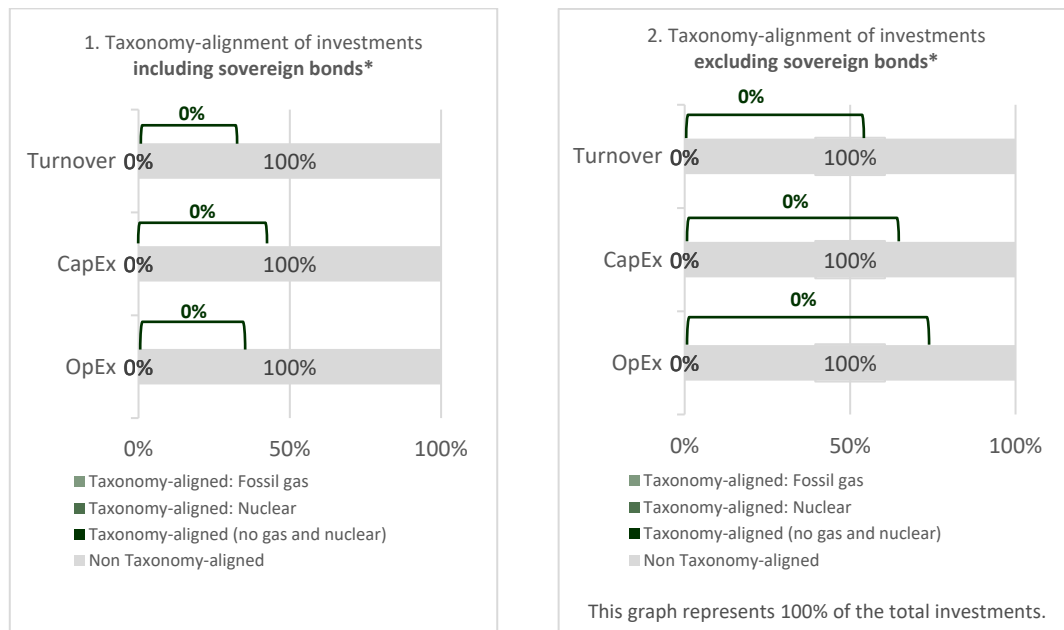 1. Taxonomy-alignment of investments
including sovereign bonds*
0%
Turnover 0% 100%
0%
CapEx 0% 100%
0%
OpEx 0% 100%
0% 50% 100%
Taxonomy-aligned: Fossil gas
Taxonomy-aligned: Nuclear
Taxonomy-aligned (no gas and nuclear)
Non Taxonomy-aligned
2. Taxonomy-alignment of investments
excluding sovereign bonds*
0%
Turnover 0% 100%
0%
CapEx 0% 100%
0%
OpEx 0% 100%
0% 50% 100%
Taxonomy-aligned: Fossil gas
Taxonomy-aligned: Nuclear
Taxonomy-aligned (no gas and nuclear)
Non Taxonomy-aligned
This graph represents 100% of the total investments.